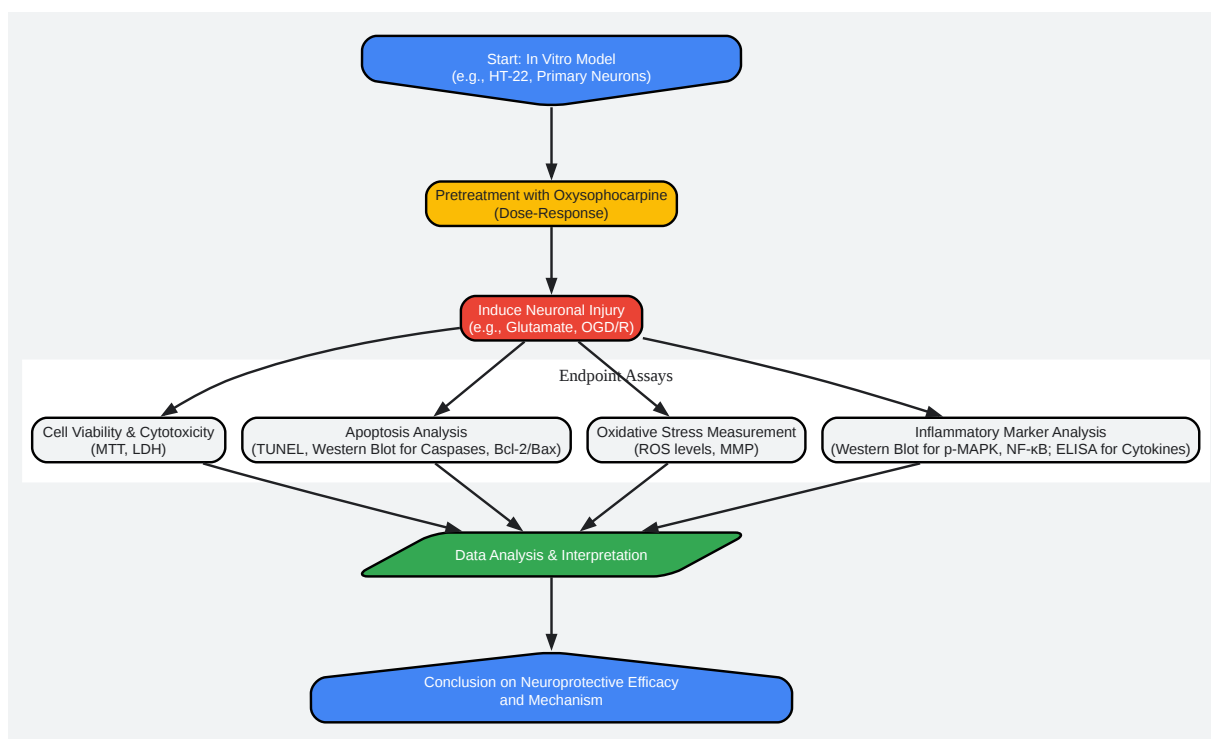 Start: In Vitro Model
(e.g., HT-22, Primary Neurons)
Pretreatment with Oxysophocarpine
(Dose-Response)
Induce Neuronal Injury
(e.g., Glutamate, OGD/R)
Endpoint Assays
Cell Viability & Cytotoxicity
(MTT, LDH)
Apoptosis Analysis
(TUNEL, Western Blot for Caspases, Bcl-2/Bax)
Oxidative Stress Measurement
(ROS levels, MMP)
Inflammatory Marker Analysis
(Western Blot for p-MAPK, NF-κB; ELISA for Cytokines)
Data Analysis & Interpretation
Conclusion on Neuroprotective Efficacy
and Mechanism